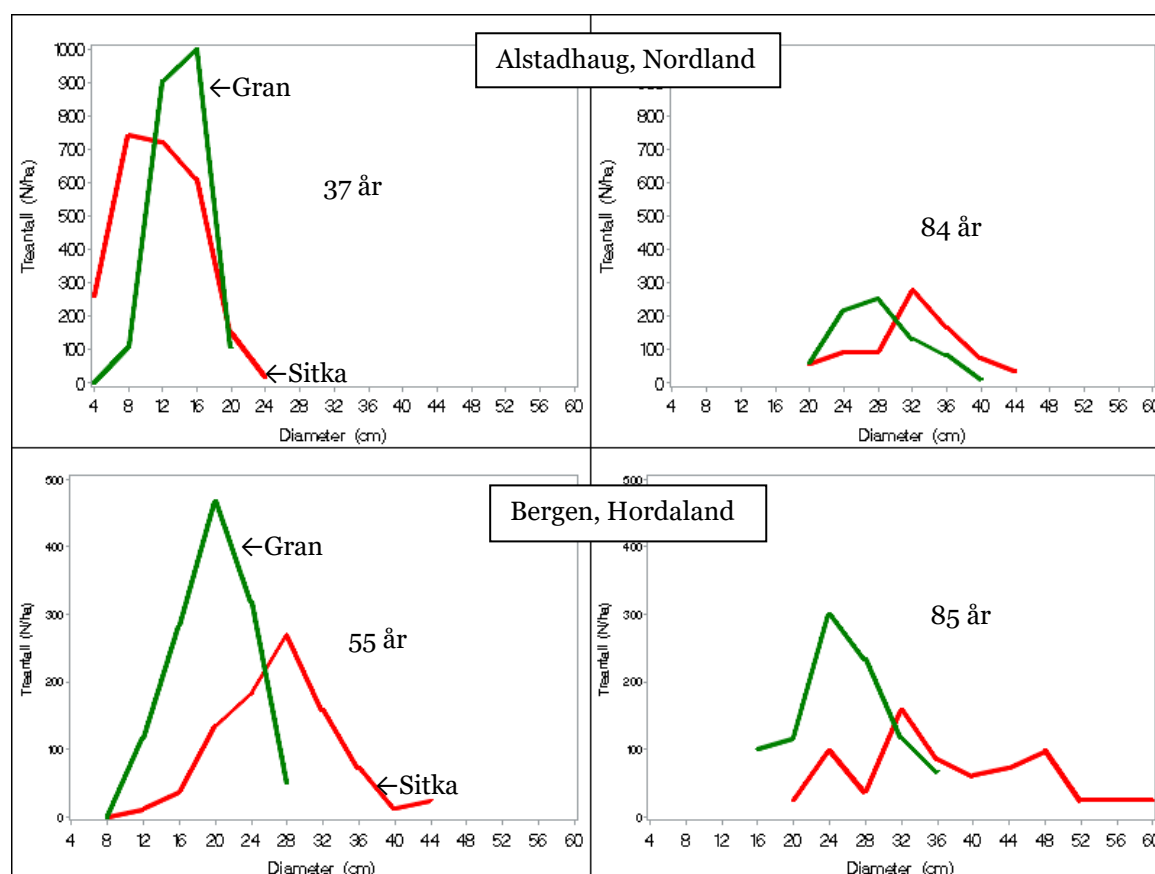 Alstadhaug, Nordland
Treantall (N/ha)
1000
900
800
700
600
500
400
300
200
100
0
←Gran
37 år
←Sitka
4 8 12 16 20 24 28 32 36 40 44 48 52 56 60
Diameter (cm)
Treantall (N/ha)
800
700
600
500
400
300
200
100
0
84 år
4 8 12 16 20 24 28 32 36 40 44 48 52 56 60
Diameter (cm)
Bergen, Hordaland
Treantall (N/ha)
500
400
300
200
100
0
←Gran
55 år
←Sitka
4 8 12 16 20 24 28 32 36 40 44 48 52 56 60
Diameter (cm)
Treantall (N/ha)
500
400
300
200
100
0
85 år
4 8 12 16 20 24 28 32 36 40 44 48 52 56 60
Diameter (cm)